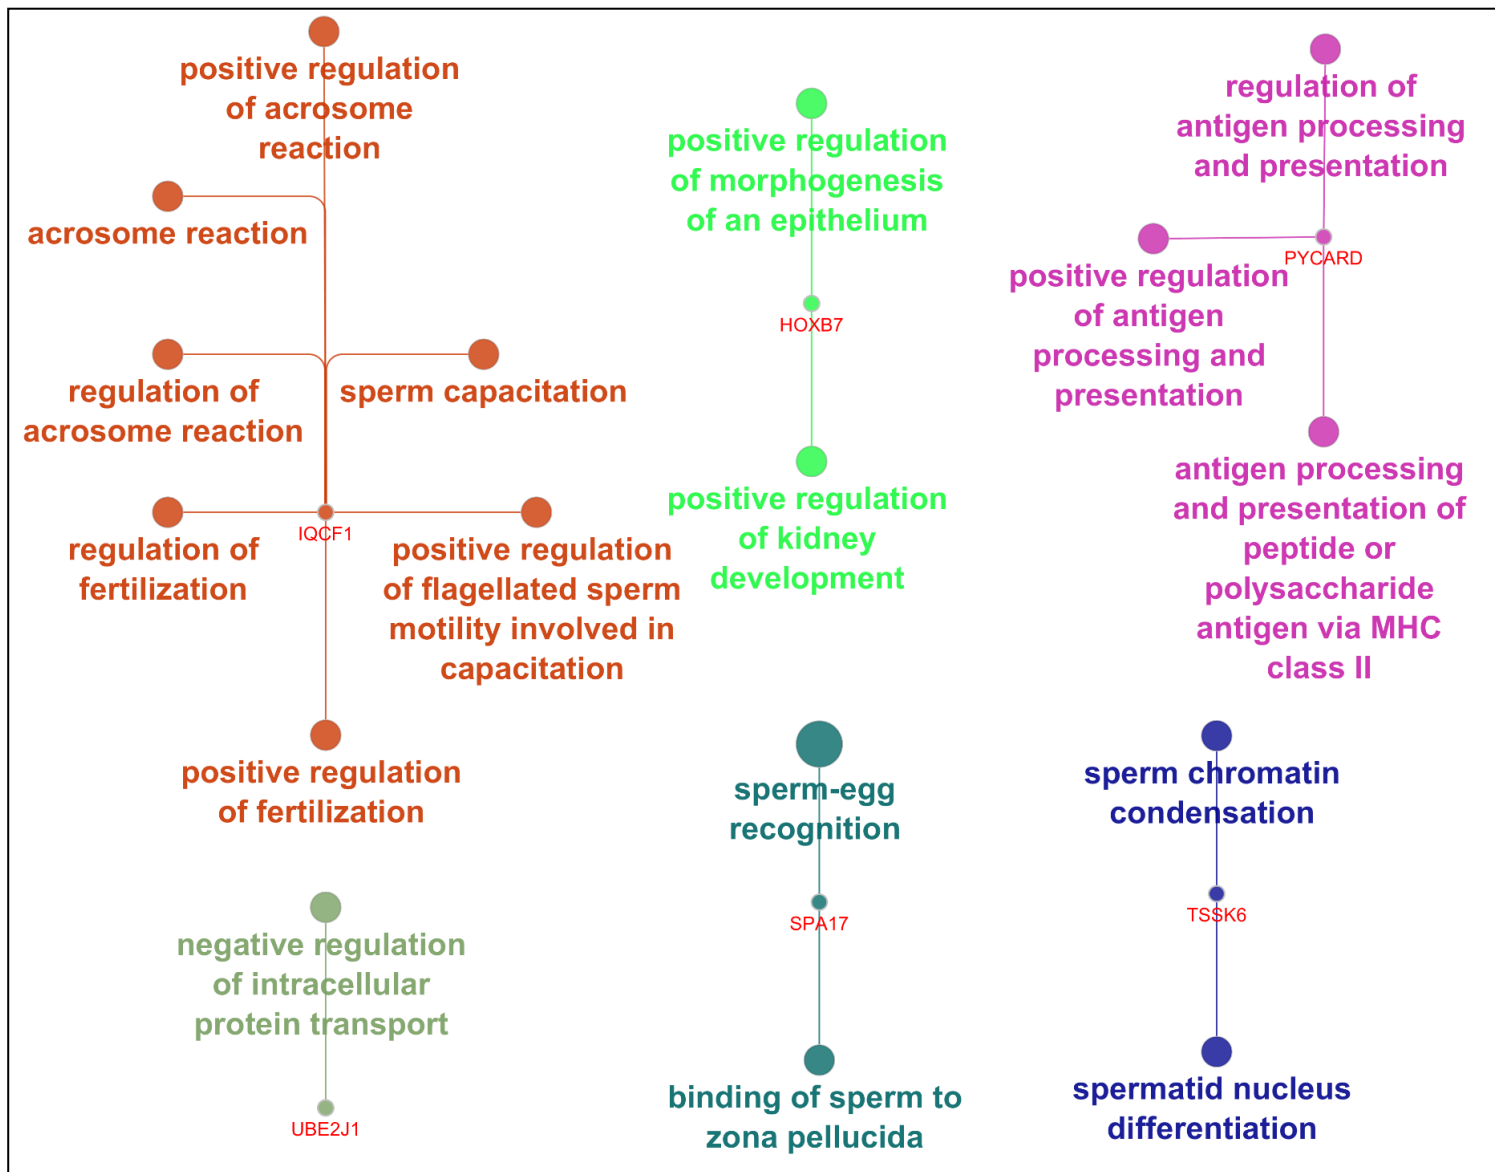 positive regulation
of acrosome
reaction
acrosome reaction
regulation of
acrosome reaction
sperm capacitation
IQCF1
regulation of
fertilization
positive regulation
of flagellated sperm
motility involved in
capacitation
positive regulation
of fertilization
positive regulation
of morphogenesis
of an epithelium
HOXB7
positive regulation
of kidney
development
regulation of
antigen processing
and presentation
PYCARD
positive regulation
of antigen
processing and
presentation
antigen processing
and presentation of
peptide or
polysaccharide
antigen via MHC
class II
negative regulation
of intracellular
protein transport
UBE2J1
sperm-egg
recognition
SPA17
binding of sperm to
zona pellucida
sperm chromatin
condensation
TSSK6
spermatid nucleus
differentiation